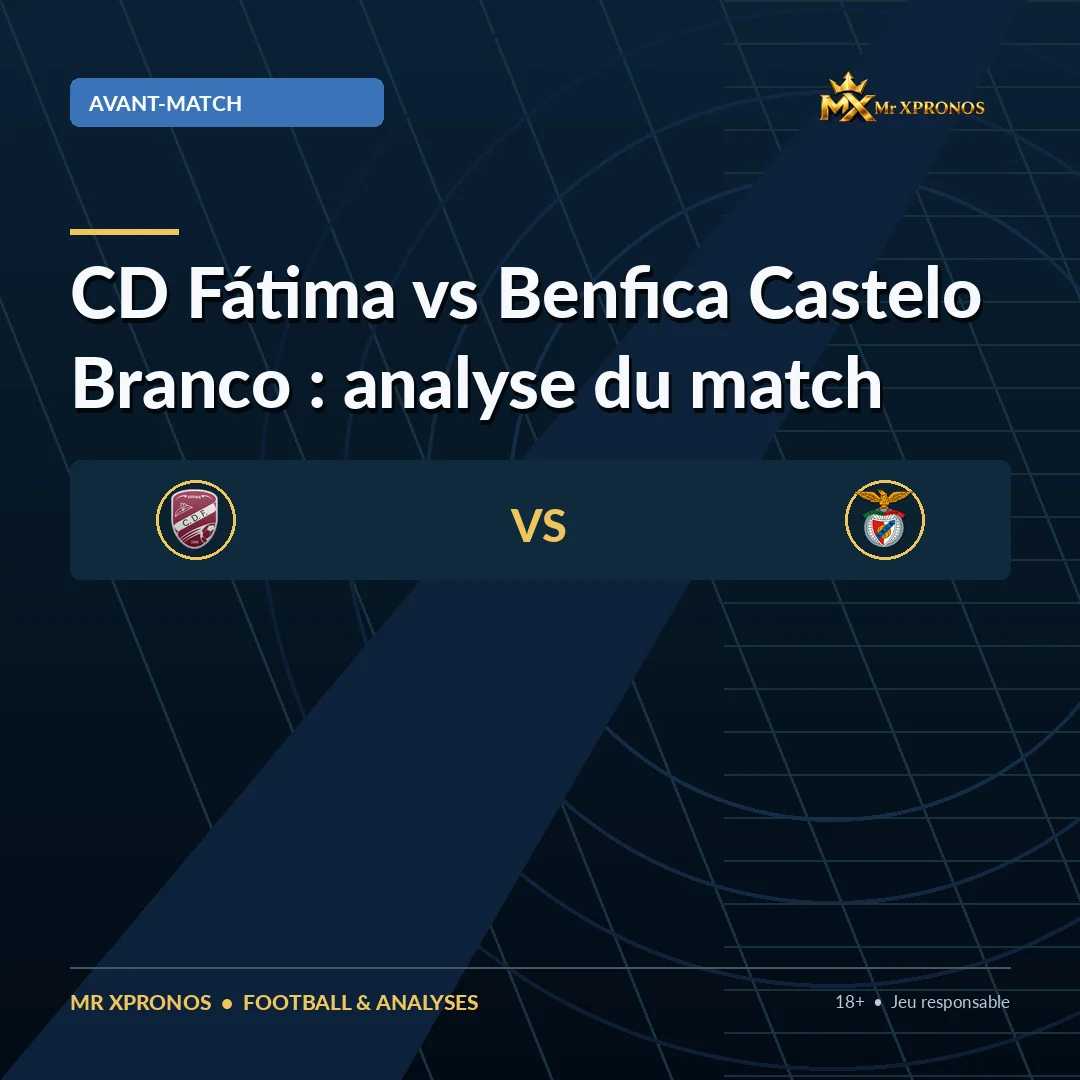 AVANT-MATCH
MX Mr XPRONOS
CD Fátima vs Benfica Castelo
Branco : analyse du match
C.D.F.
VS
MR XPRONOS ● FOOTBALL & ANALYSES
18+ • Jeu responsable